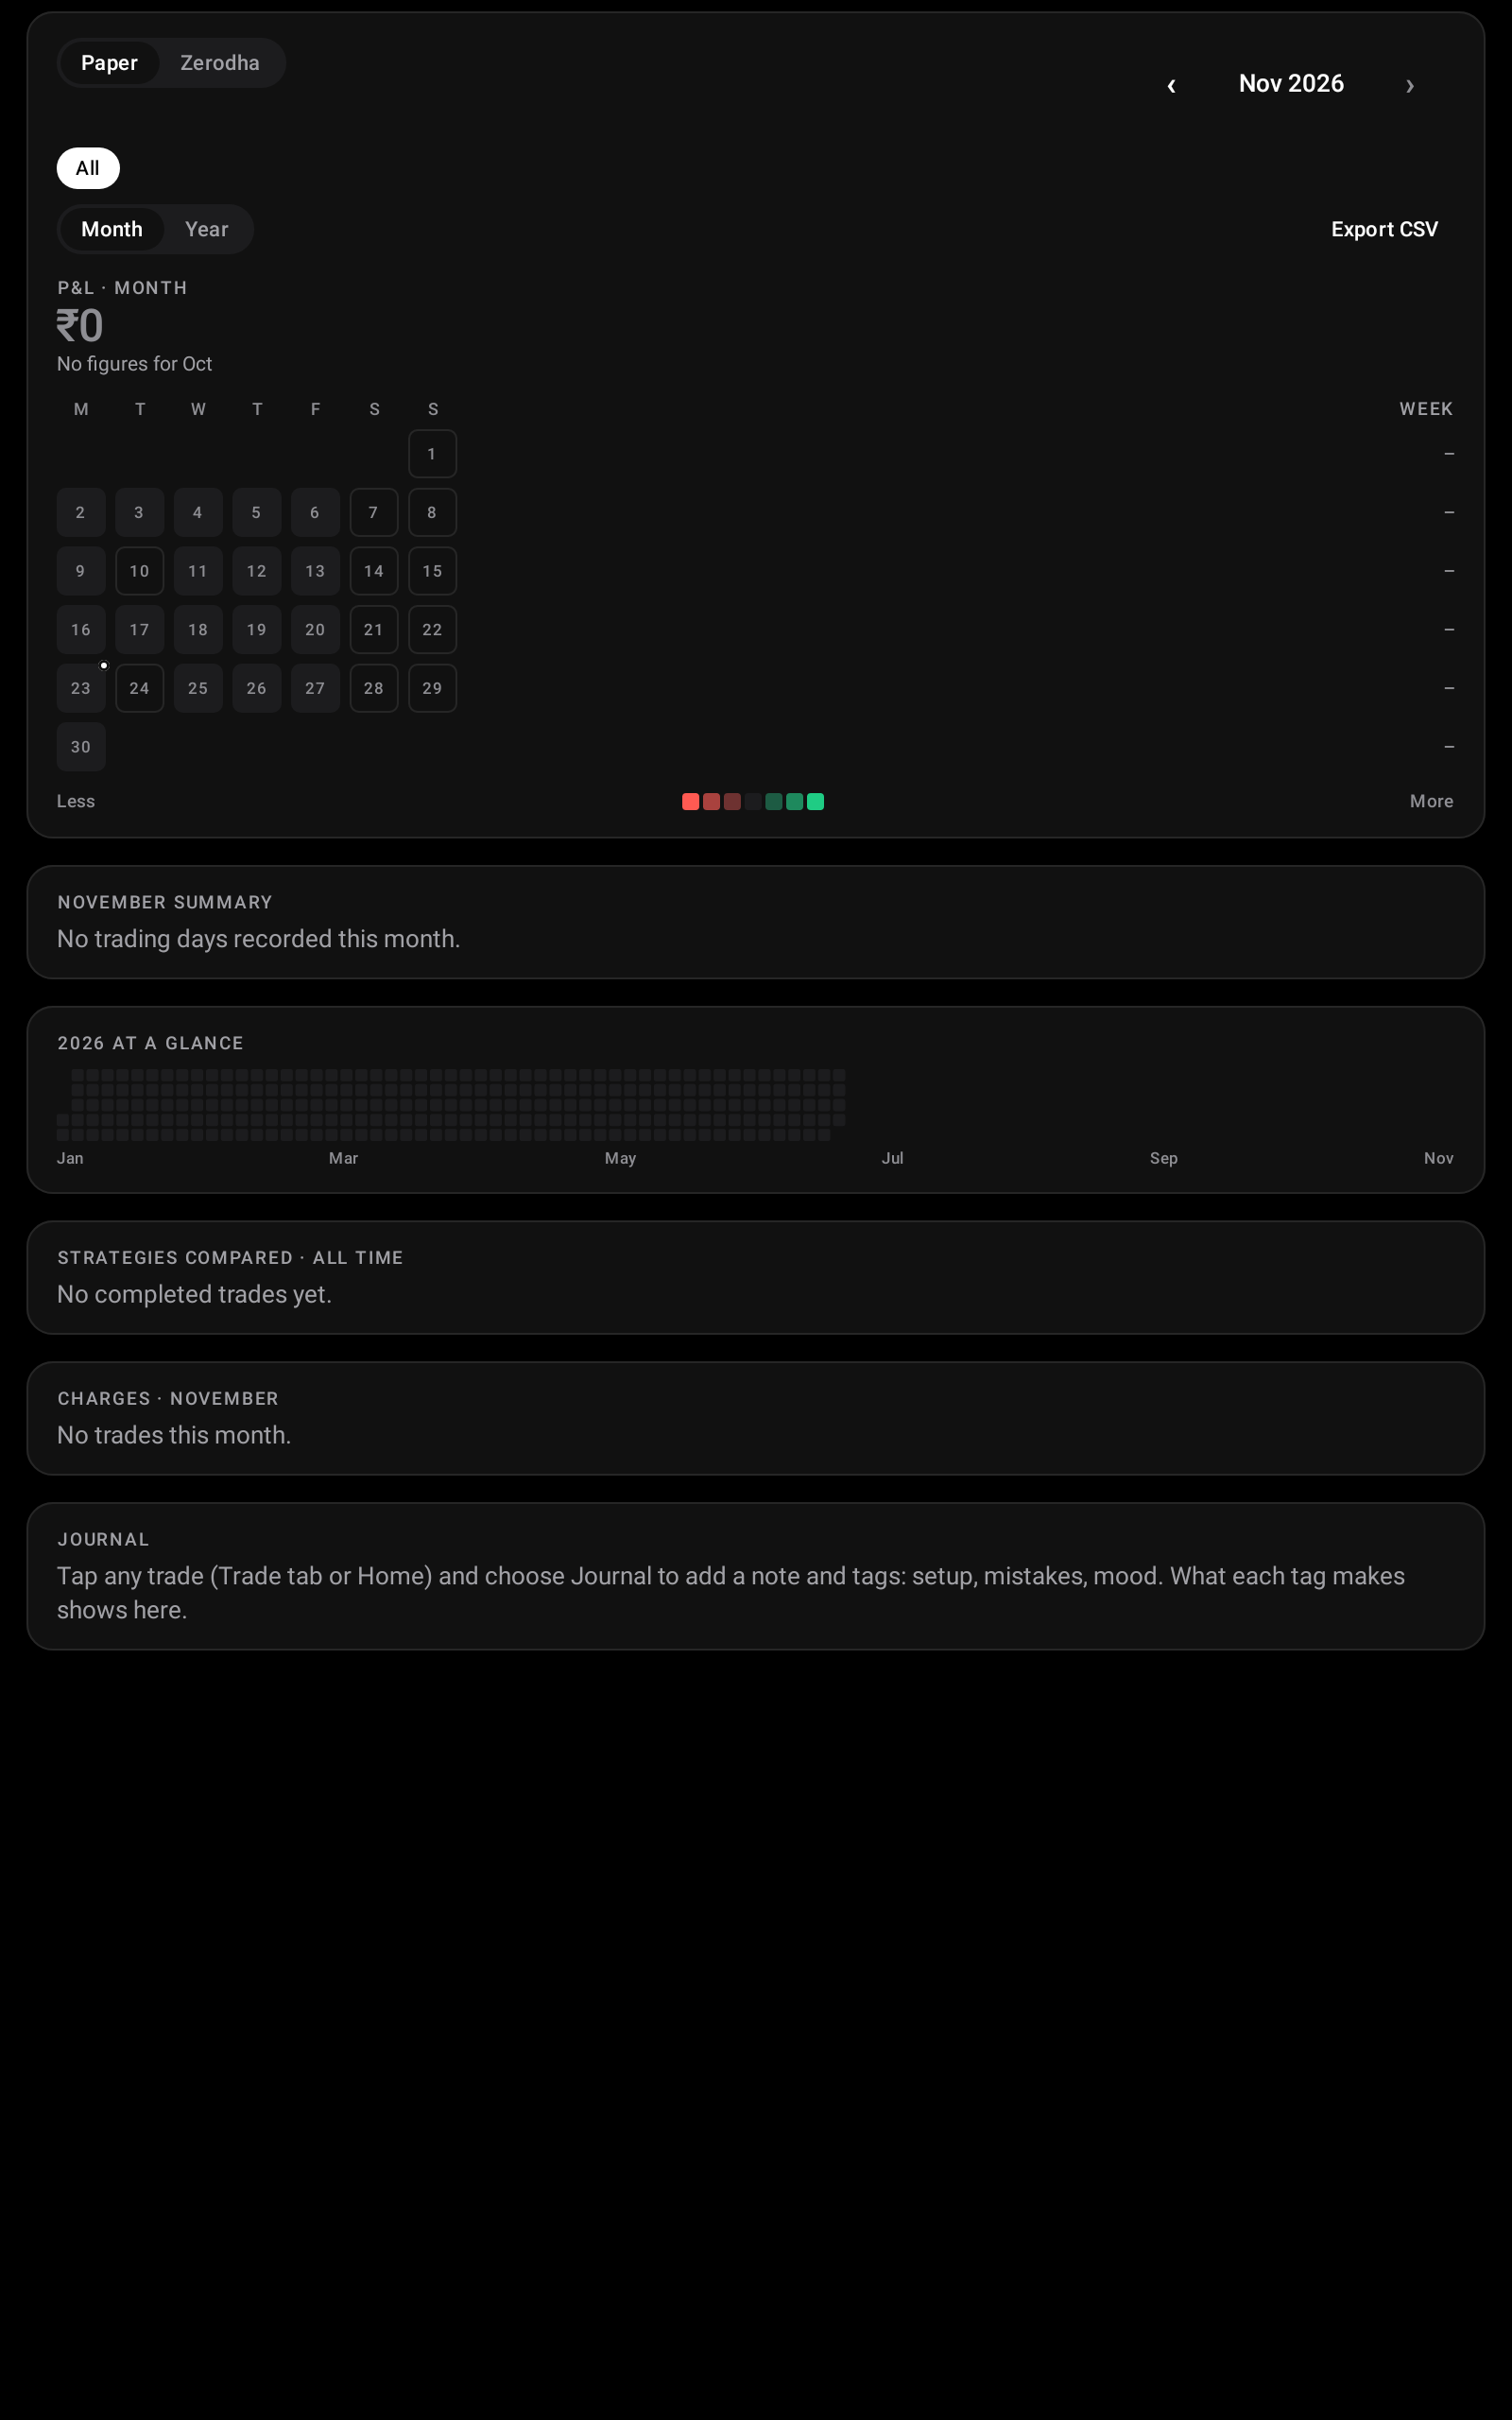 Paper Zerodha
‹ Nov 2026 ›
All
Month Year Export CSV
P&L · MONTH
₹0
No figures for Oct
M T W T F S S WEEK
1 –
2 3 4 5 6 7 8 –
9 10 11 12 13 14 15 –
16 17 18 19 20 21 22 –
23 24 25 26 27 28 29 –
30 –
Less More
NOVEMBER SUMMARY
No trading days recorded this month.
2026 AT A GLANCE
Jan Mar May Jul Sep Nov
STRATEGIES COMPARED · ALL TIME
No completed trades yet.
CHARGES · NOVEMBER
No trades this month.
JOURNAL
Tap any trade (Trade tab or Home) and choose Journal to add a note and tags: setup, mistakes, mood. What each tag makes
shows here.